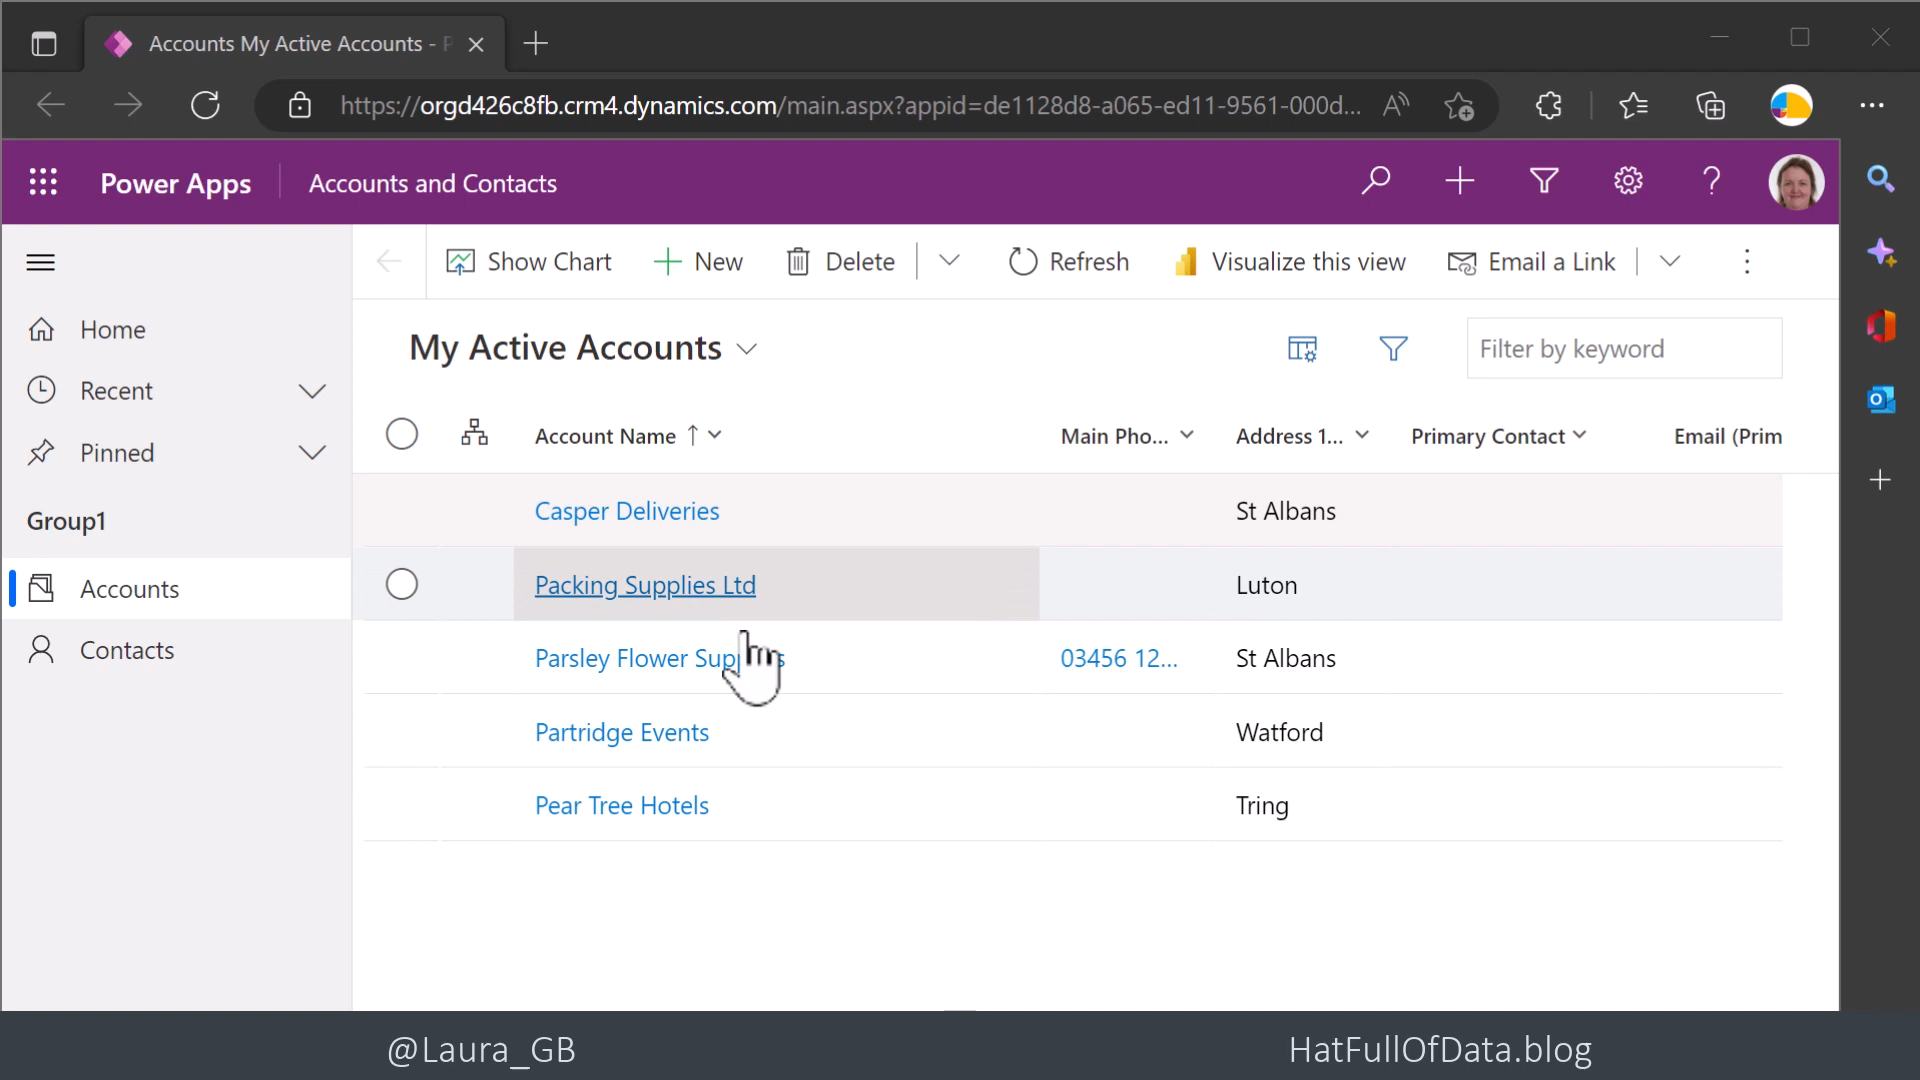 Accounts My Active Accounts - P
https://orgd426c8fb.crm4.dynamics.com/main.aspx?appid=de1128d8-a065-ed11-9561-000d...
Power Apps
Accounts and Contacts
Show Chart
New
Delete
Refresh
Visualize this view
Email a Link
Home
Recent
Pinned
Group1
Accounts
Contacts
My Active Accounts
Filter by keyword
Account Name
Main Pho...
Address 1...
Primary Contact
Email (Prim
Casper Deliveries St Albans
Packing Supplies Ltd Luton
Parsley Flower 03456 12... St Albans
Partridge Events Watford
Pear Tree Hotels Tring
@Laura_GB
HatFullOfData.blog